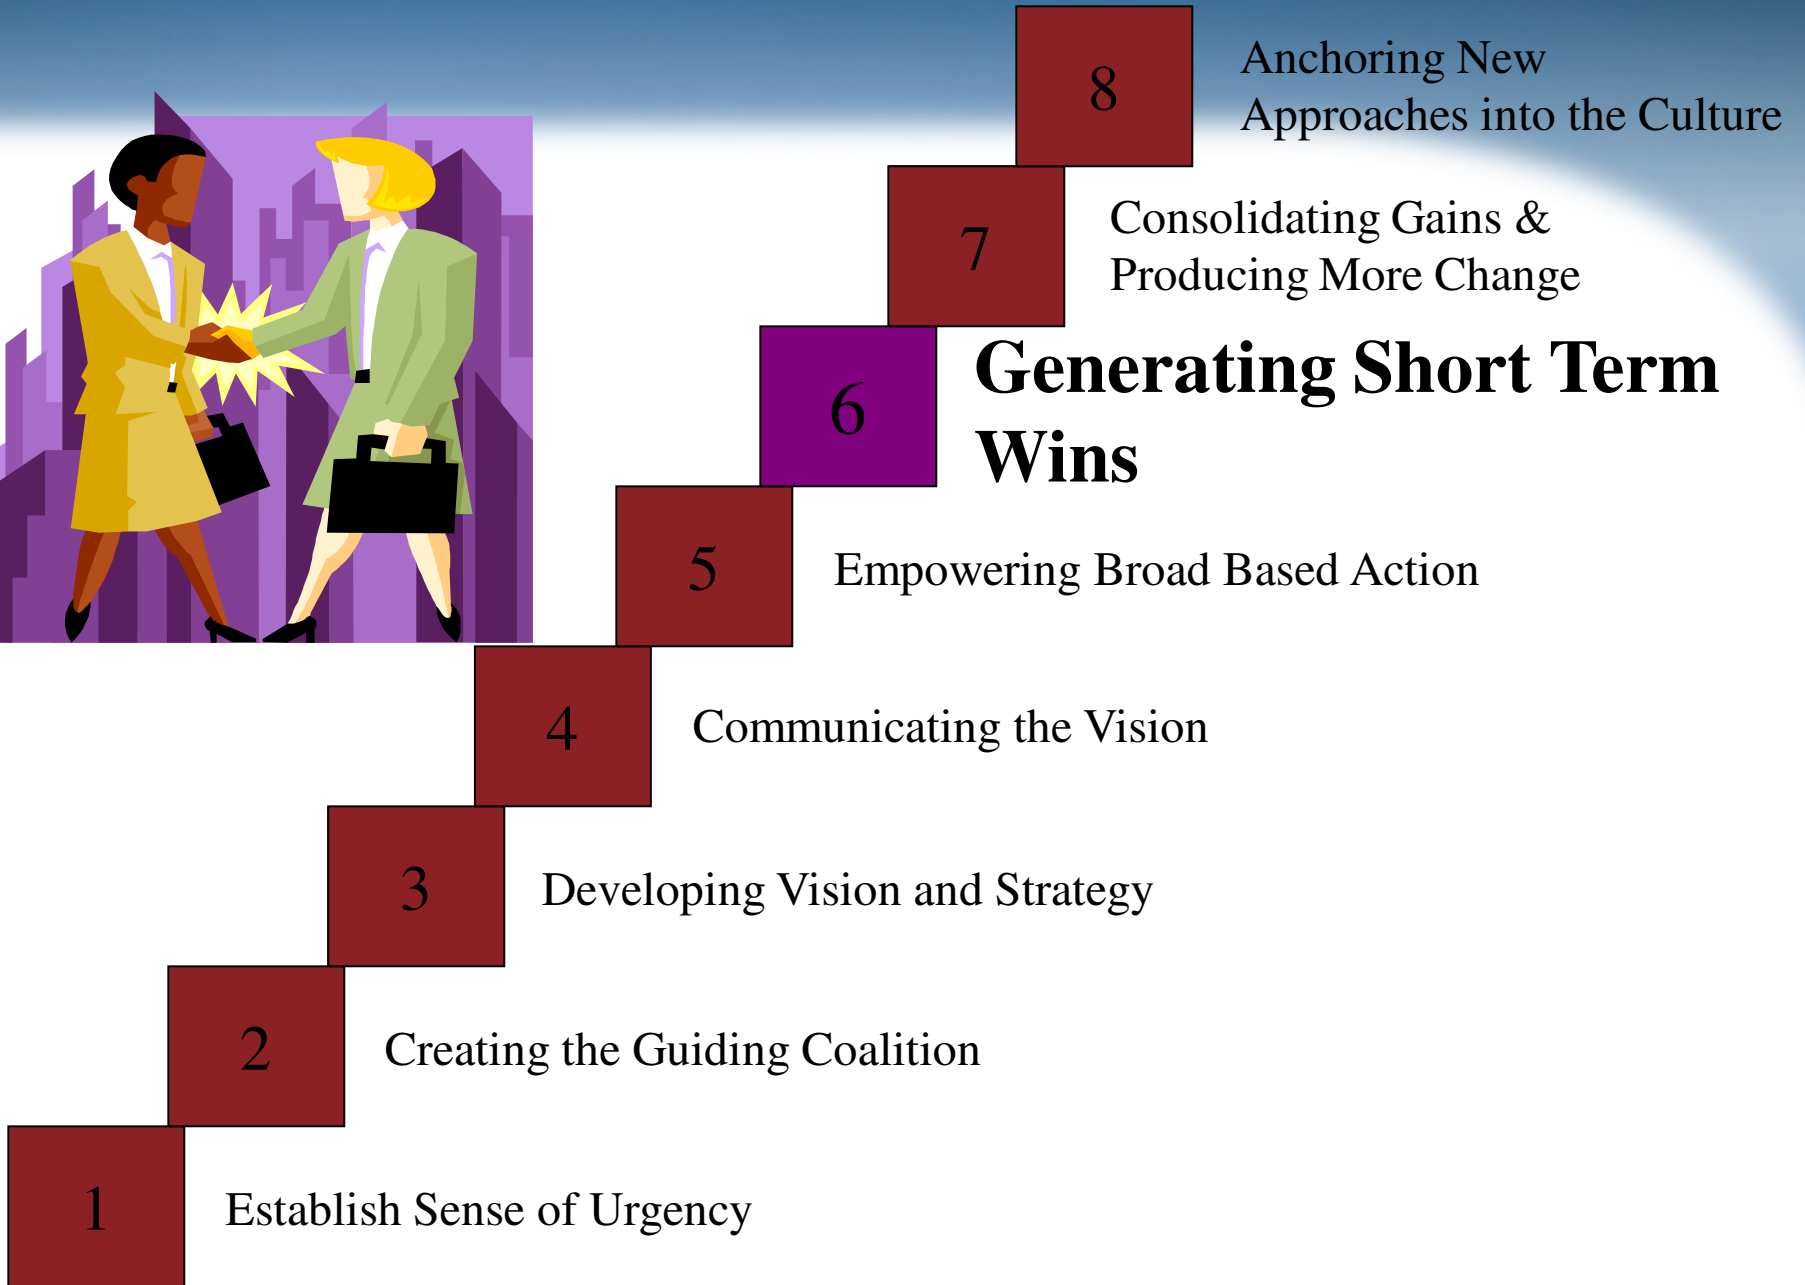 8
Anchoring New
Approaches into the Culture
7
Consolidating Gains &
Producing More Change
6
Generating Short Term
Wins
5
Empowering Broad Based Action
4
Communicating the Vision
3
Developing Vision and Strategy
2
Creating the Guiding Coalition
1
Establish Sense of Urgency